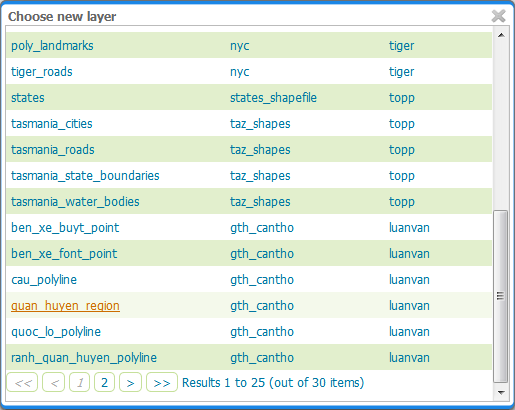 Choose new layer
poly_landmarks nyc tiger
tiger_roads nyc tiger
states states_shapefile topp
tasmania_cities taz_shapes topp
tasmania_roads taz_shapes topp
tasmania_state_boundaries taz_shapes topp
tasmania_water_bodies taz_shapes topp
ben_xe_buyt_point gth_cantho luanvan
ben_xe_font_point gth_cantho luanvan
cau_polyline gth_cantho luanvan
quan_huyen_region gth_cantho luanvan
quoc_lo_polyline gth_cantho luanvan
ranh_quan_huyen_polyline gth_cantho luanvan
<< < 1 2 > >> Results 1 to 25 (out of 30 items)